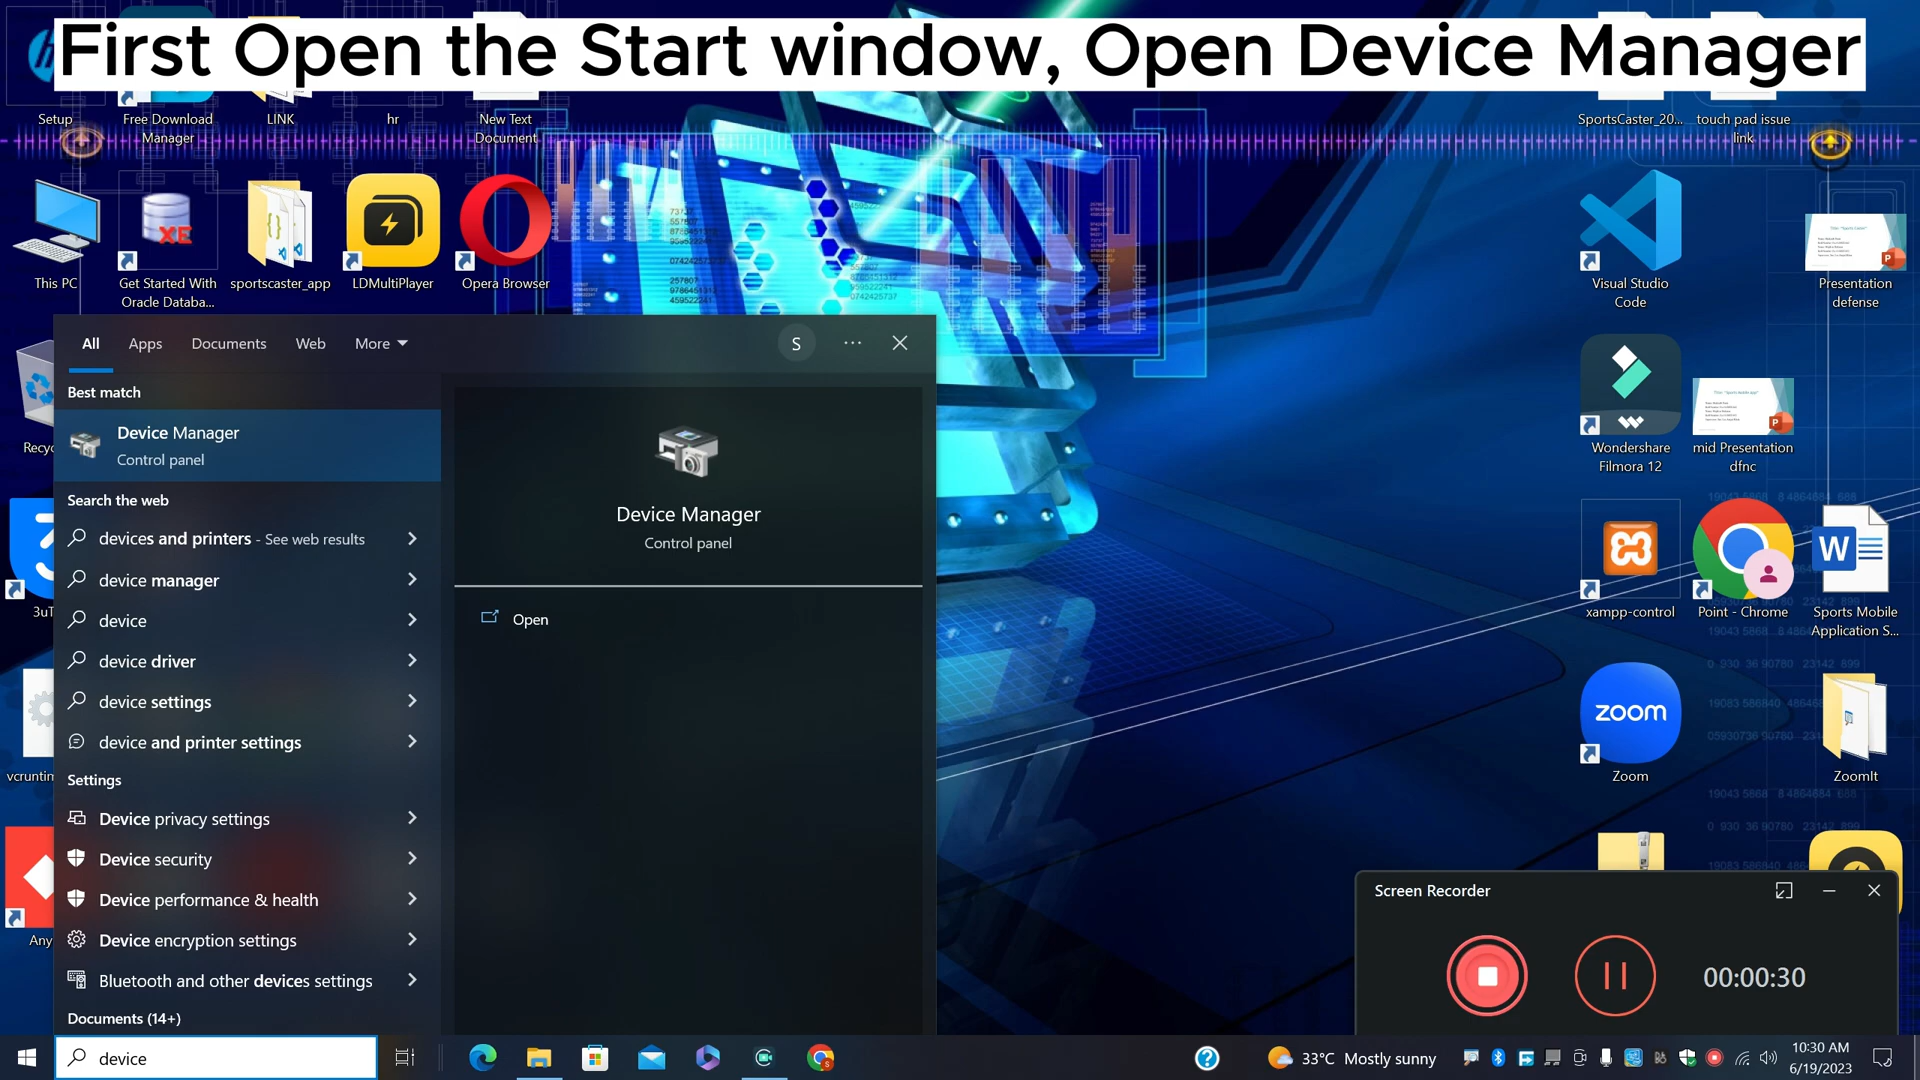 First Open the Start window, Open Device Manager
Setup
Free Download
Manager
LINK
hr
New Text
Document
SportsCaster_20...
touch pad issue
link
This PC
XE
Get Started With
Oracle Databa...
sportscaster_app
LDMultiPlayer
Opera Browser
Visual Studio
Code
Presentation
defense
All
Apps
Documents
Web
More
S
Best match
Device Manager
Control panel
Search the web
devices and printers - See web results
device manager
device
device driver
device settings
device and printer settings
Settings
Device privacy settings
Device security
Device performance & health
Device encryption settings
Bluetooth and other devices settings
Documents (14+)
device
Device Manager
Control panel
Open
Recyc
3uT
vcruntim
Any
Wondershare
Filmora 12
mid Presentation
dfnc
xampp-control
Point - Chrome
W
Sports Mobile
Application S...
zoom
Zoom
ZoomIt
Screen Recorder
00:00:30
33°C Mostly sunny
10:30 AM
6/19/2023